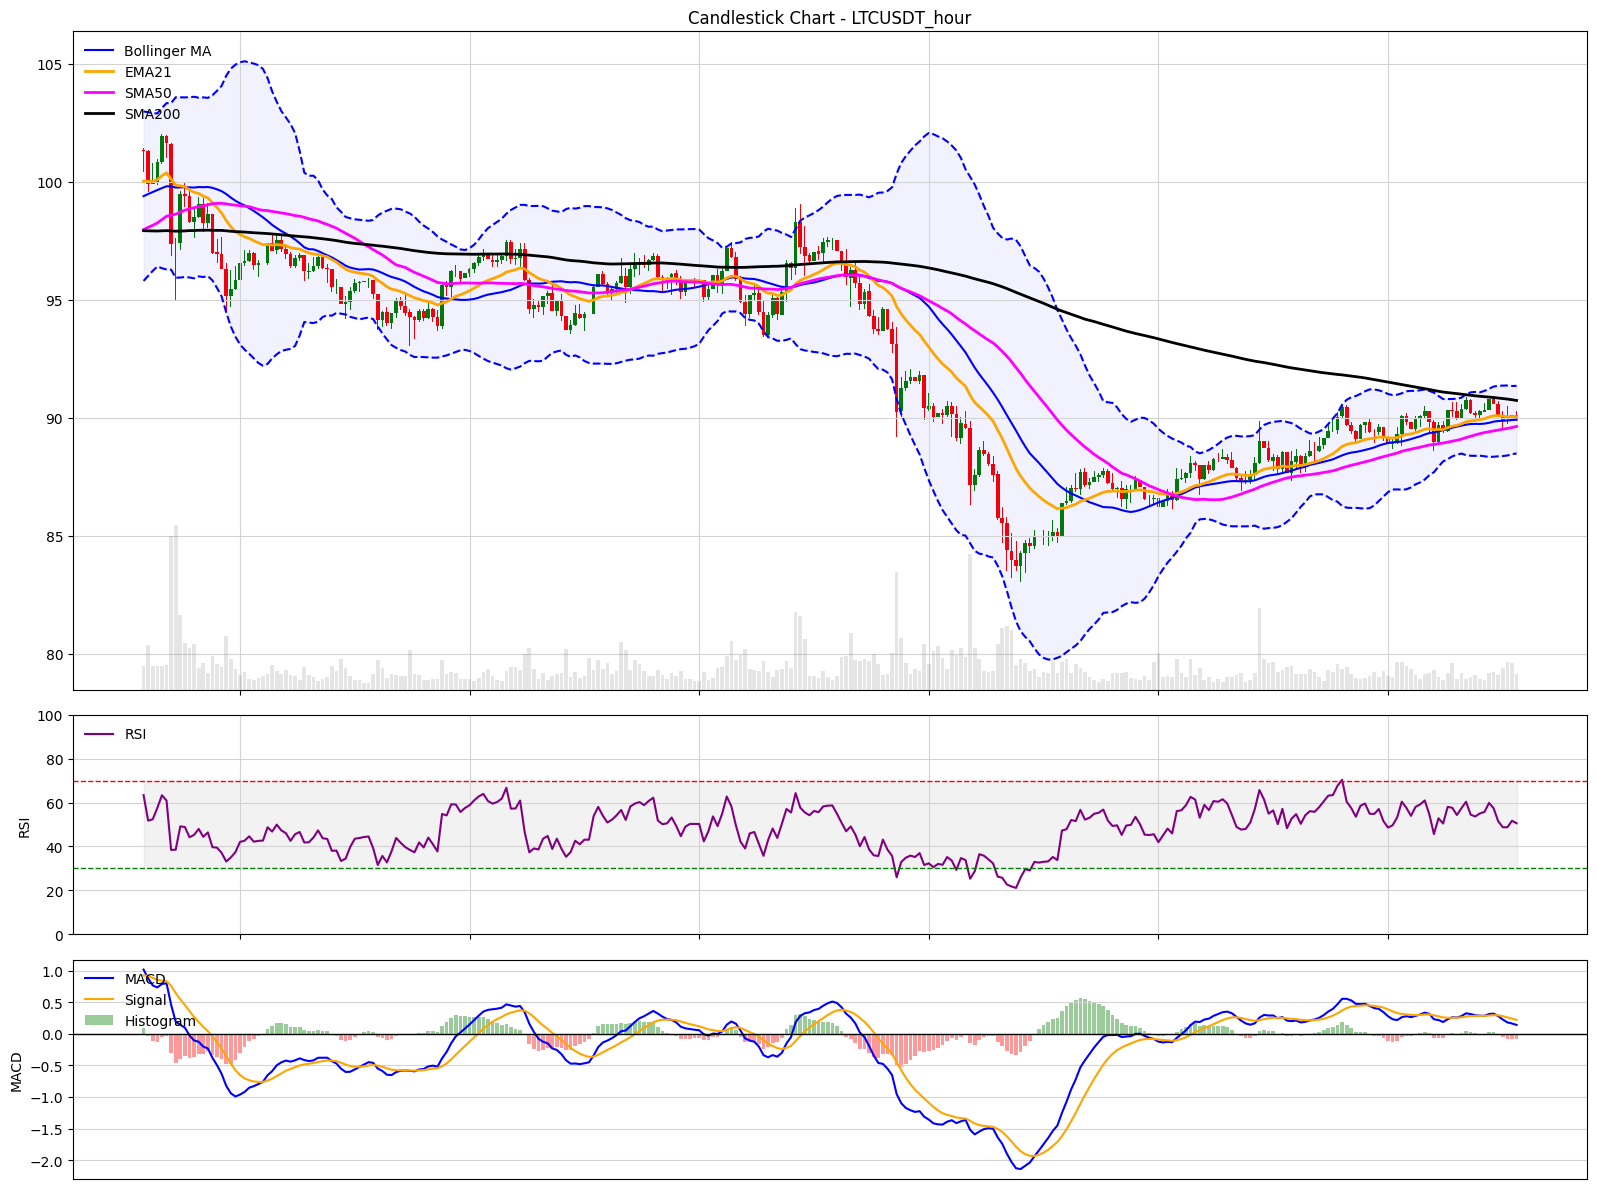 Candlestick Chart - LTCUSDT_hour
Bollinger MA
EMA21
SMA50
SMA200
105
100
95
90
85
80
RSI
100
80
60
40
20
0
RSI
MACD
Signal
Histogram
1.0
0.5
0.0
−0.5
−1.0
−1.5
−2.0
MACD